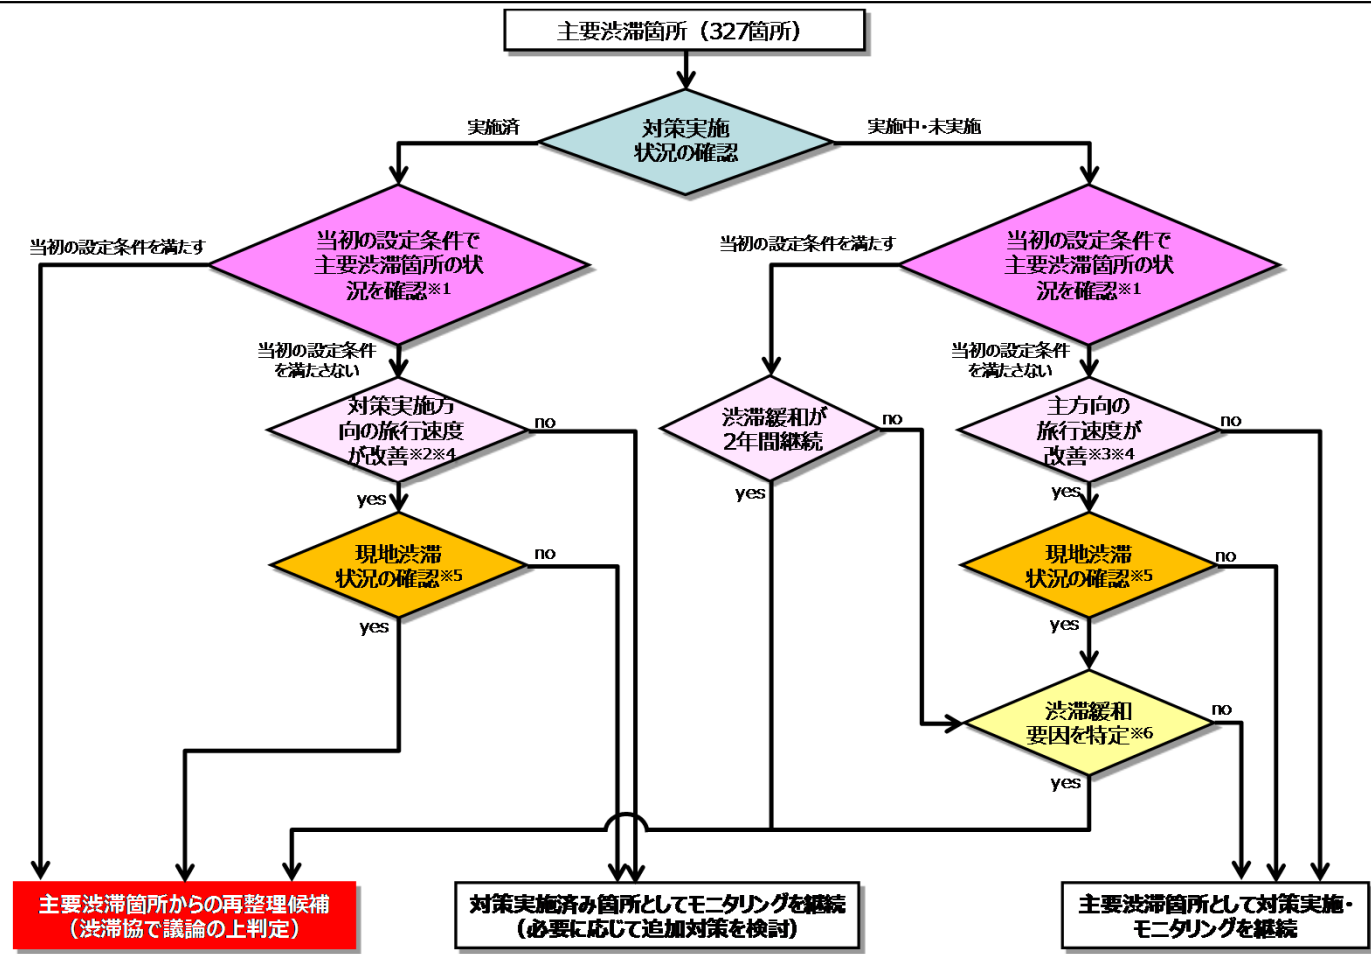 主要渋滞箇所（327箇所）
対策実施
状況の確認
実施済
実施中・未実施
当初の設定条件で
主要渋滞箇所の状
況を確認※1
当初の設定条件を満たす
当初の設定条件
を満たさない
対策実施方
向の旅行速度
が改善※2※4
no
yes
現地渋滞
状況の確認※5
no
yes
当初の設定条件で
主要渋滞箇所の状
況を確認※1
当初の設定条件を満たす
当初の設定条件
を満たさない
渋滞緩和が
2年間継続
no
yes
主方向の
旅行速度が
改善※3※4
no
yes
現地渋滞
状況の確認※5
no
yes
渋滞緩和
要因を特定※6
no
yes
主要渋滞箇所からの再整理候補
（渋滞協で議論の上判定）
対策実施済み箇所としてモニタリングを継続
（必要に応じて追加対策を検討）
主要渋滞箇所として対策実施・
モニタリングを継続